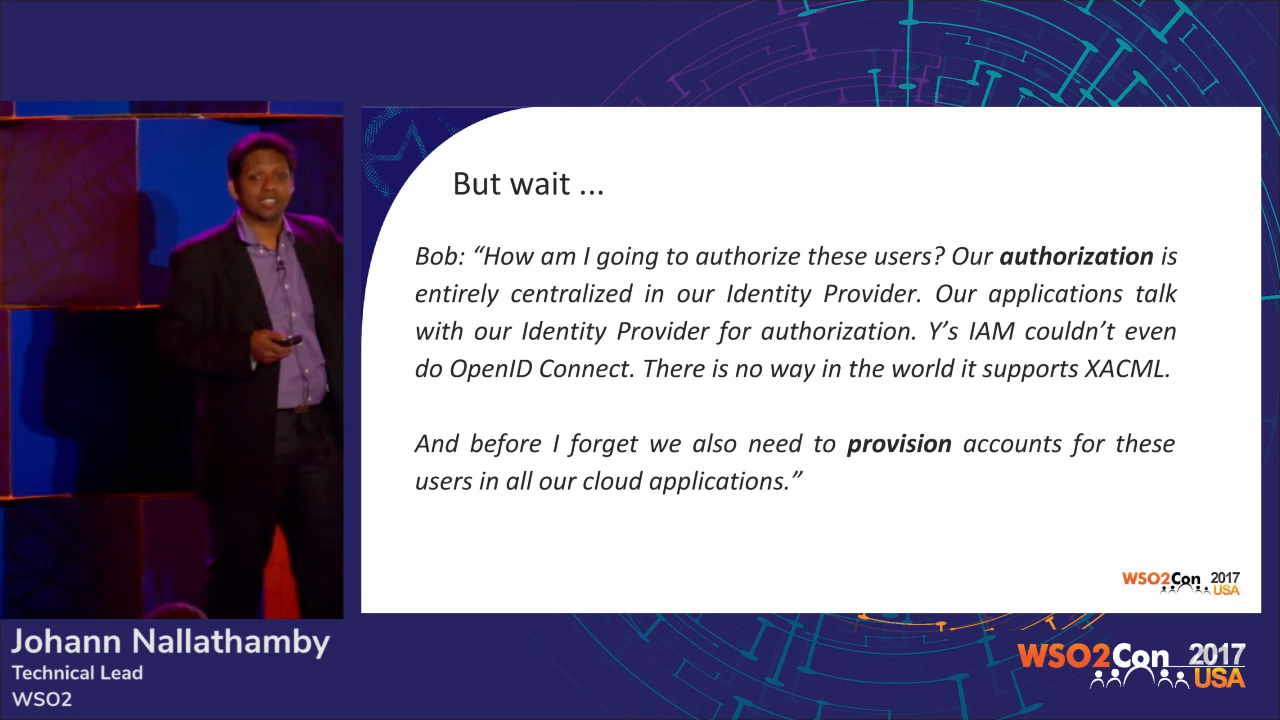 But wait ...
Bob: “How am I going to authorize these users? Our authorization is
entirely centralized in our Identity Provider. Our applications talk
with our Identity Provider for authorization. Y’s IAM couldn’t even
do OpenID Connect. There is no way in the world it supports XACML.
And before I forget we also need to provision accounts for these
users in all our cloud applications.”
WSO2Con 2017
USA
Johann Nallathamby
Technical Lead
WSO2
WSO2Con 2017
USA